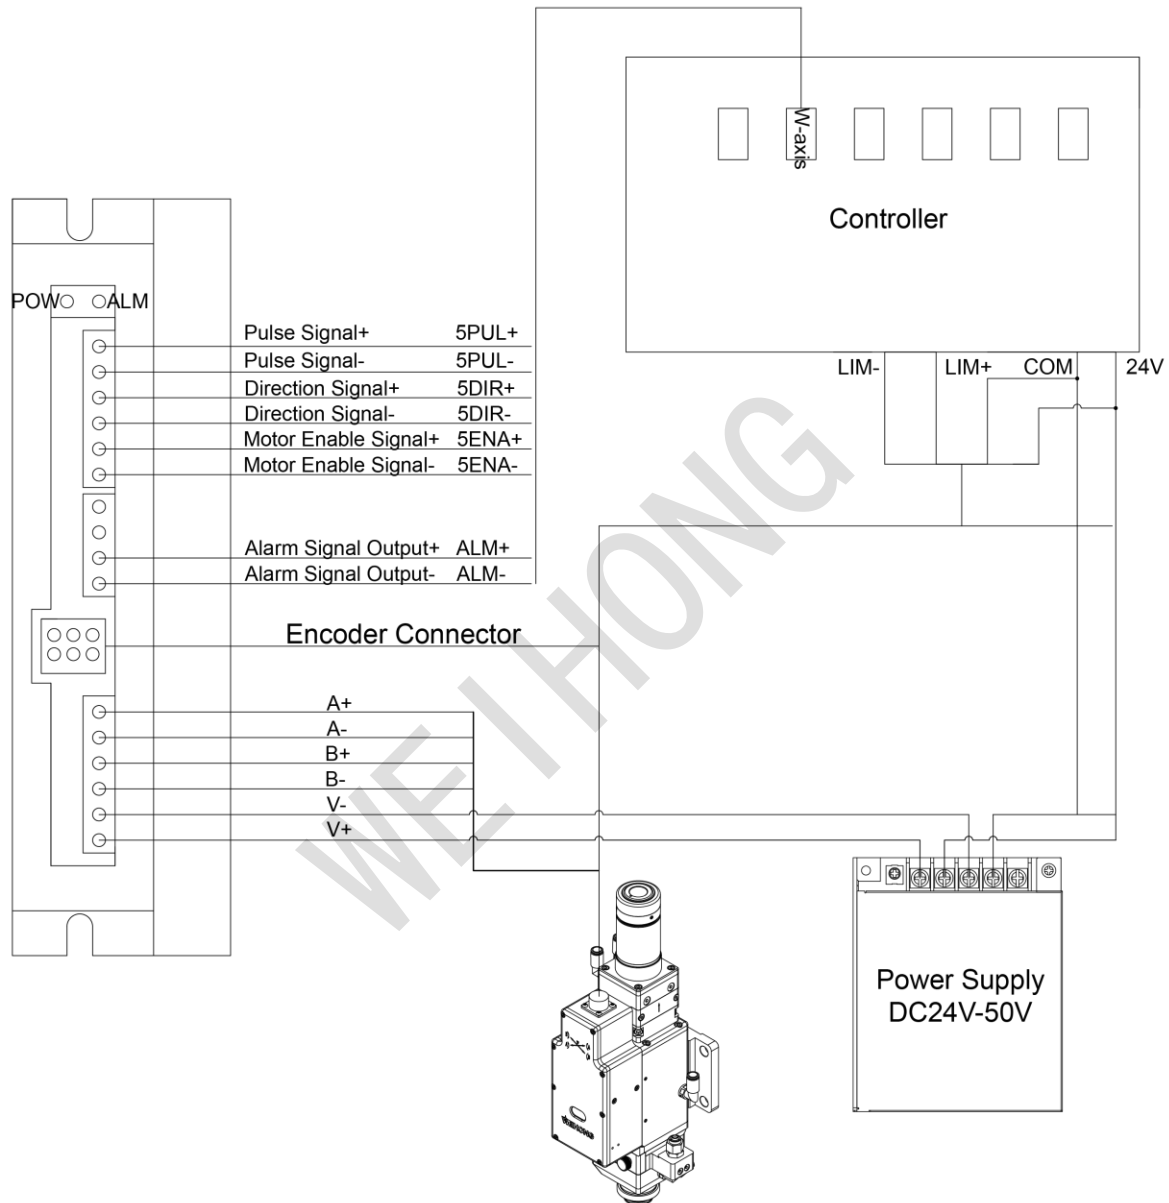 W-axis
Controller
POW ALM
Pulse Signal+ 5PUL+
Pulse Signal- 5PUL-
Direction Signal+ 5DIR+
Direction Signal- 5DIR-
Motor Enable Signal+ 5ENA+
Motor Enable Signal- 5ENA-
LIM- LIM+ COM 24V
Alarm Signal Output+ ALM+
Alarm Signal Output- ALM-
Encoder Connector
A+
A-
B+
B-
V-
V+
WEIHONG
Power Supply
DC24V-50V
WEIHONG